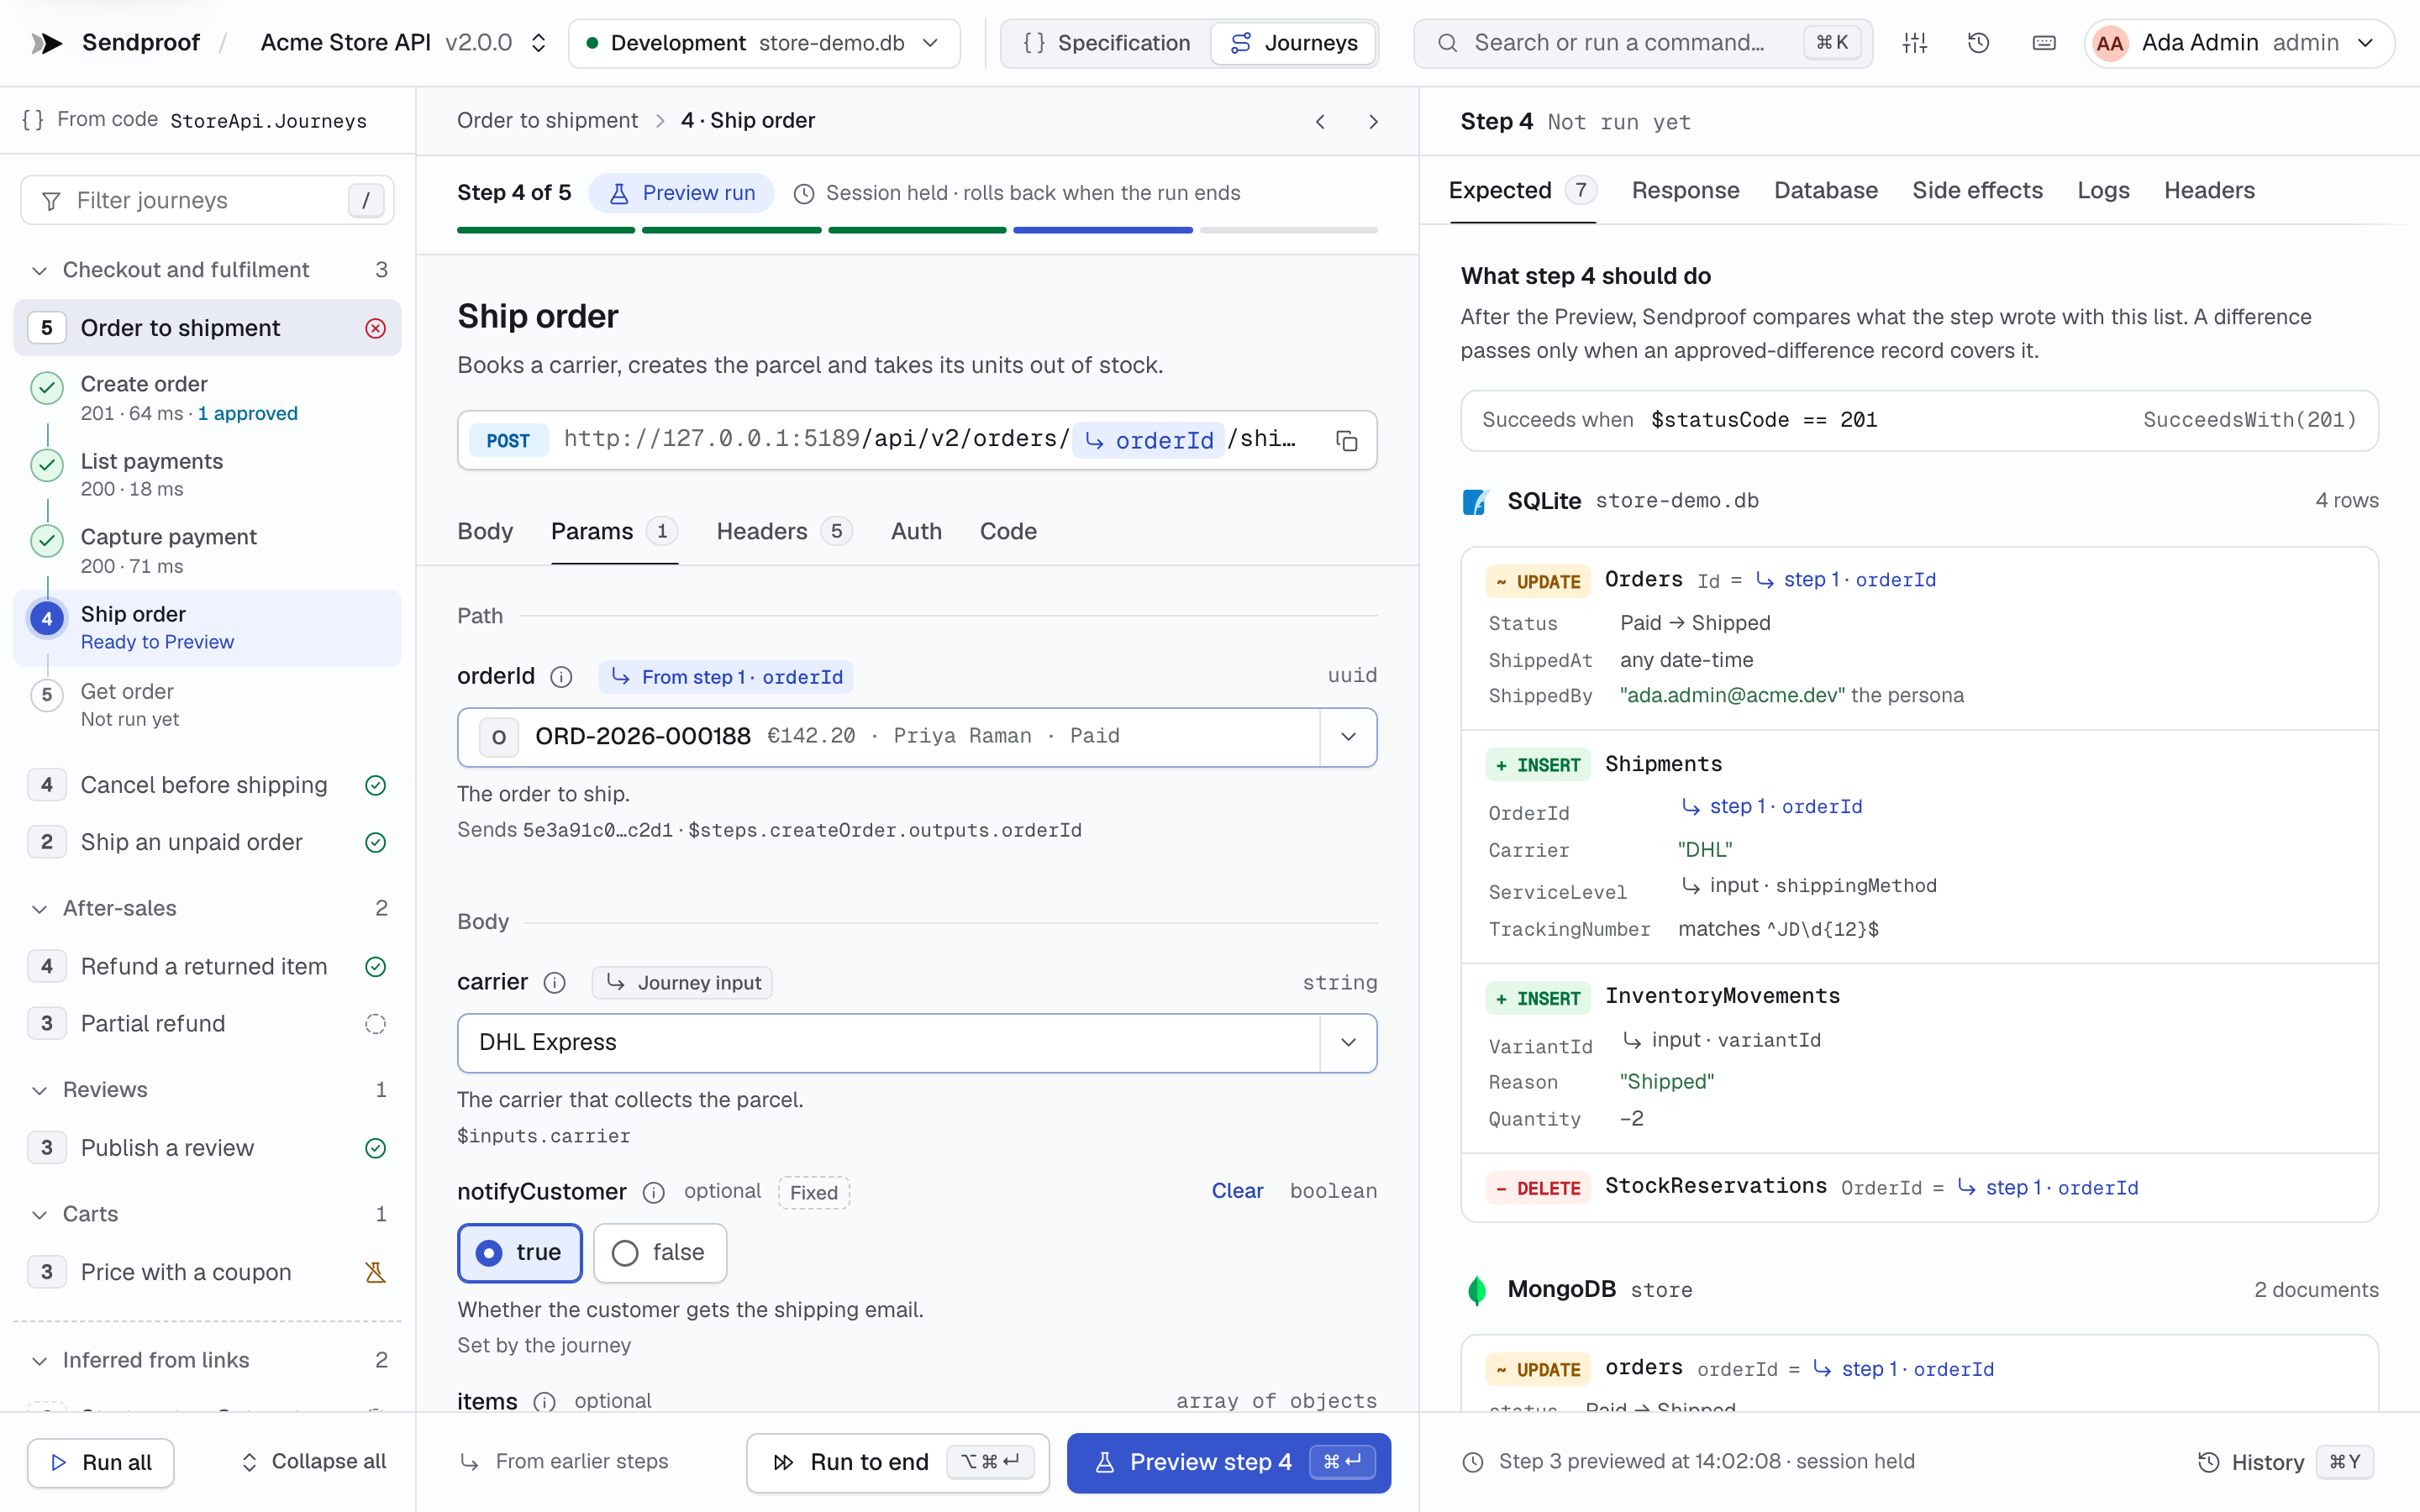 Sendproof / Acme Store API v2.0.0
Development store-demo.db
{ } Specification
Journeys
Search or run a command... ⌘K
AA Ada Admin admin
{ } From code StoreApi.Journeys
Filter journeys /
Checkout and fulfilment 3
5 Order to shipment
Create order
201 · 64 ms · 1 approved
List payments
200 · 18 ms
Capture payment
200 · 71 ms
4 Ship order
Ready to Preview
5 Get order
Not run yet
4 Cancel before shipping
2 Ship an unpaid order
After-sales 2
4 Refund a returned item
3 Partial refund
Reviews 1
3 Publish a review
Carts 1
3 Price with a coupon
Inferred from links 2
Run all
Collapse all
Order to shipment > 4 · Ship order
Step 4 of 5 Preview run Session held · rolls back when the run ends
Ship order
Books a carrier, creates the parcel and takes its units out of stock.
POST http://127.0.0.1:5189/api/v2/orders/ ↳ orderId /shi…
Body Params 1 Headers 5 Auth Code
Path
orderId ↳ From step 1 · orderId uuid
O ORD-2026-000188 €142.20 · Priya Raman · Paid
The order to ship.
Sends 5e3a91c0…c2d1 · $steps.createOrder.outputs.orderId
Body
carrier ↳ Journey input string
DHL Express
The carrier that collects the parcel.
$inputs.carrier
notifyCustomer optional Fixed Clear boolean
true false
Whether the customer gets the shipping email.
Set by the journey
items optional array of objects
↳ From earlier steps
Run to end ⌥⌘↵
Preview step 4 ⌘↵
Step 4 Not run yet
Expected 7 Response Database Side effects Logs Headers
What step 4 should do
After the Preview, Sendproof compares what the step wrote with this list. A difference
passes only when an approved-difference record covers it.
Succeeds when $statusCode == 201 SucceedsWith(201)
SQLite store-demo.db 4 rows
~ UPDATE Orders Id = ↳ step 1 · orderId
Status Paid → Shipped
ShippedAt any date-time
ShippedBy "ada.admin@acme.dev" the persona
+ INSERT Shipments
OrderId ↳ step 1 · orderId
Carrier "DHL"
ServiceLevel ↳ input · shippingMethod
TrackingNumber matches ^JD\d{12}$
+ INSERT InventoryMovements
VariantId ↳ input · variantId
Reason "Shipped"
Quantity −2
− DELETE StockReservations OrderId = ↳ step 1 · orderId
MongoDB store 2 documents
~ UPDATE orders orderId = ↳ step 1 · orderId
status Paid → Shipped
Step 3 previewed at 14:02:08 · session held
History ⌘Y